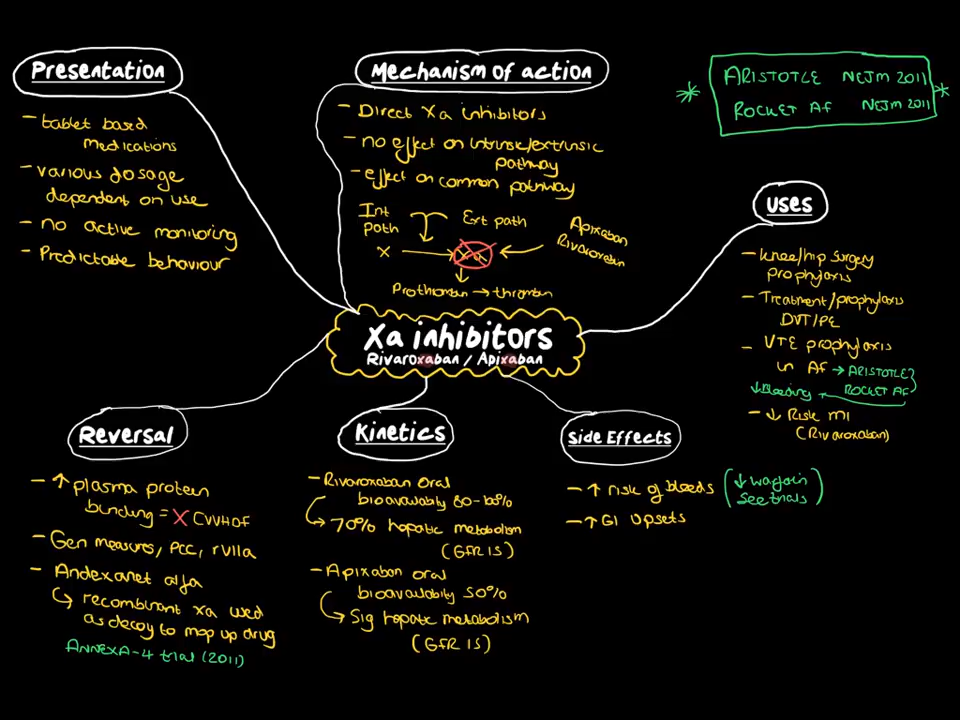 Presentation
- tablet based
medications
- various dosage
dependent on use
- no active monitoring
- Predictable behaviour
Mechanism of action
- Direct Xa inhibitors
- no effect on intrinsic/extrinsic
pathway
- effect on common pathway
Int
path
Ext path
X
Xa
Apixaban
Rivaroxaban
Prothrombin → thrombin
* ARISTOTLE NEJM 2011 *
ROCKET AF NEJM 2011
Uses
- Knee/hip surgery
prophylaxis
- Treatment/prophylaxis
DVT/PE
- VTE prophylaxis
in AF → ARISTOTLE
ROCKET AF
↓Bleeding
- ↓ Risk MI
(Rivaroxaban)
Xa inhibitors
Rivaroxaban / Apixaban
Reversal
- ↑ plasma protein
binding = X CVVHDF
- Gen measures, PCC, rVIIa
- Andexanet alfa
↳ recombinant Xa used
as decoy to mop up drug
ANNEXA-4 trial (2011)
Kinetics
- Rivaroxaban oral
bioavailabity 80-100%
↳ 70% hepatic metabolism
(GFR 15)
- Apixaban oral
bioavailabity 50%
↳ Sig hepatic metabolism
(GFR 15)
Side Effects
- ↑ risk of bleeds (↓ warfarin
see trials)
- ↑ GI upsets